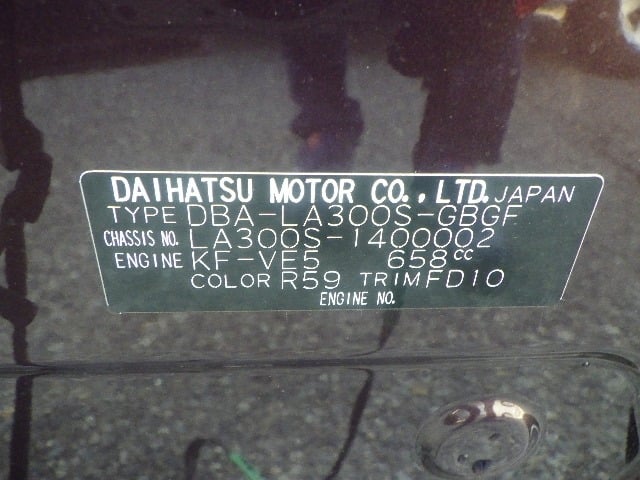 DAIHATSU MOTOR CO., LTD. JAPAN
TYPE DBA-LA300S-GBGF
CHASSIS NO. LA300S-1400002
ENGINE KF-VE5 658cc
COLOR R59 TRIM FD10
ENGINE NO.